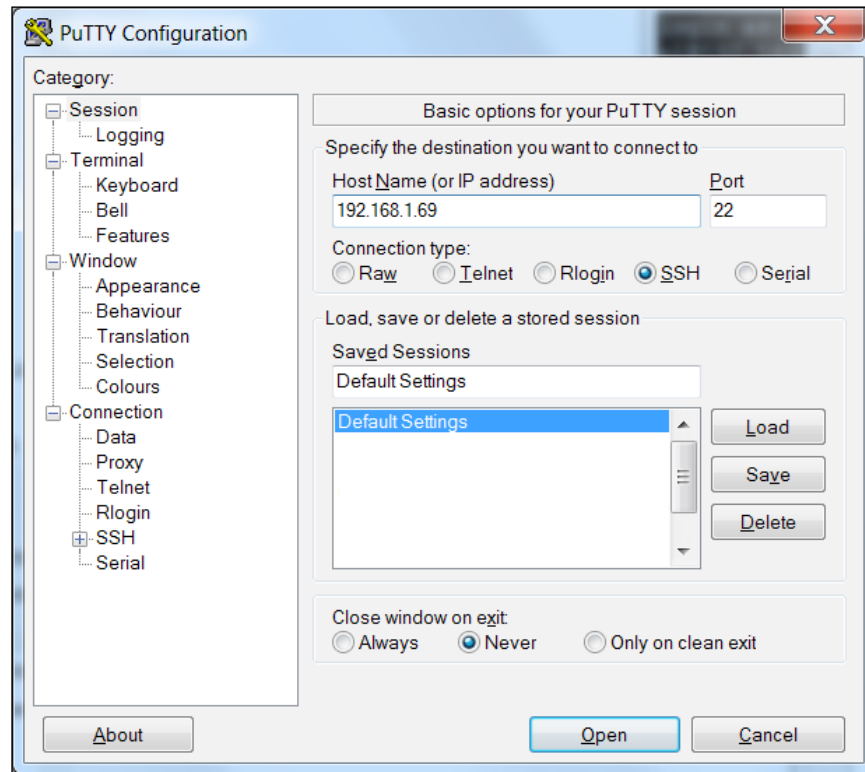 PuTTY Configuration
X
Category:
Session
Logging
Terminal
Keyboard
Bell
Features
Window
Appearance
Behaviour
Translation
Selection
Colours
Connection
Data
Proxy
Telnet
Rlogin
SSH
Serial
Basic options for your PuTTY session
Specify the destination you want to connect to
Host Name (or IP address) Port
192.168.1.69 22
Connection type:
Raw Telnet Rlogin SSH Serial
Load, save or delete a stored session
Saved Sessions
Default Settings
Default Settings
Load
Save
Delete
Close window on exit:
Always Never Only on clean exit
About Open Cancel